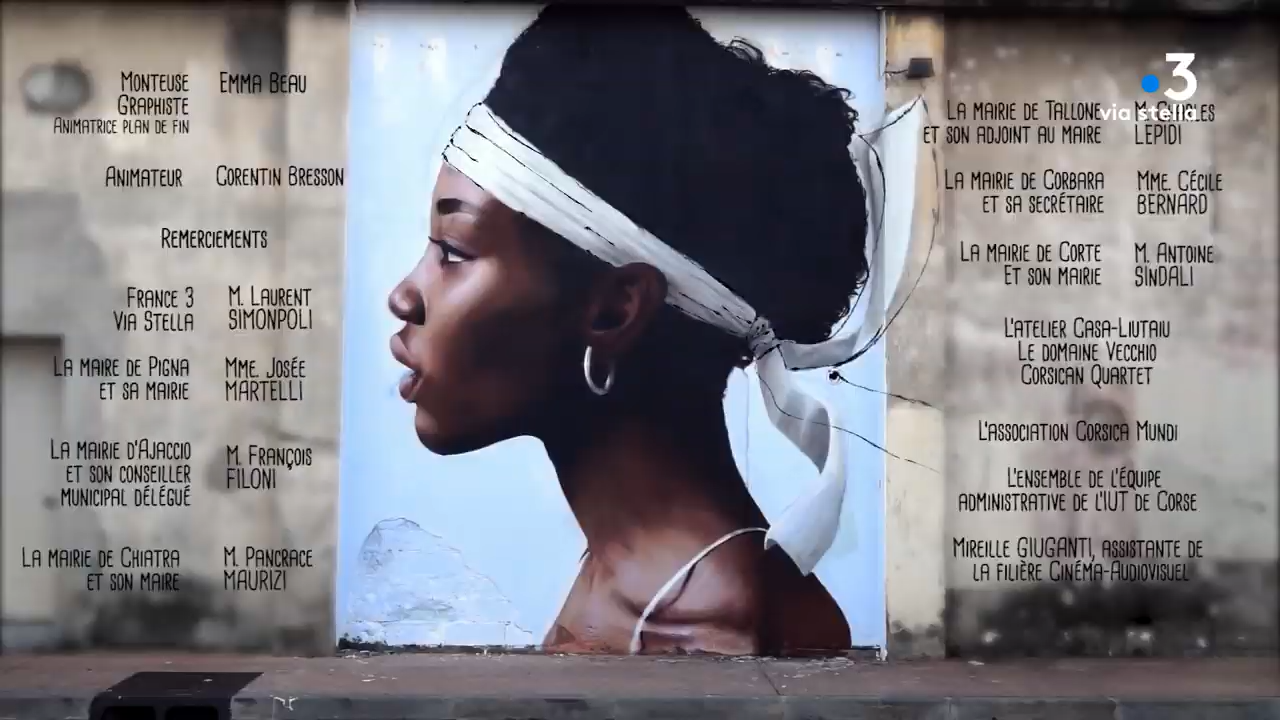 Monteuse Emma Beau
Graphiste
Animatrice plan de fin
Animateur Corentin Bresson
Remerciements
France 3 M. Laurent
Via Stella SIMONPOLI
La maire de Pigna Mme. Josée
et sa mairie MARTELLI
La mairie d'Ajaccio M. François
et son conseiller FILONI
municipal délégué
La mairie de Chiatra M. Pancrace
et son maire MAURIZI
3
via stella
La mairie de Tallone M.
et son adjoint au maire LEPIDI
La mairie de Corbara Mme. Cécile
et sa secrétaire BERNARD
La mairie de Corte M. Antoine
Et son mairie SINDALI
L'atelier Casa-Liutaiu
Le domaine Vecchio
Corsican Quartet
L'association Corsica Mundi
L'ensemble de l'équipe
administrative de l'IUT de Corse
Mireille GIUGANTI, assistante de
la filière Cinéma-Audiovisuel